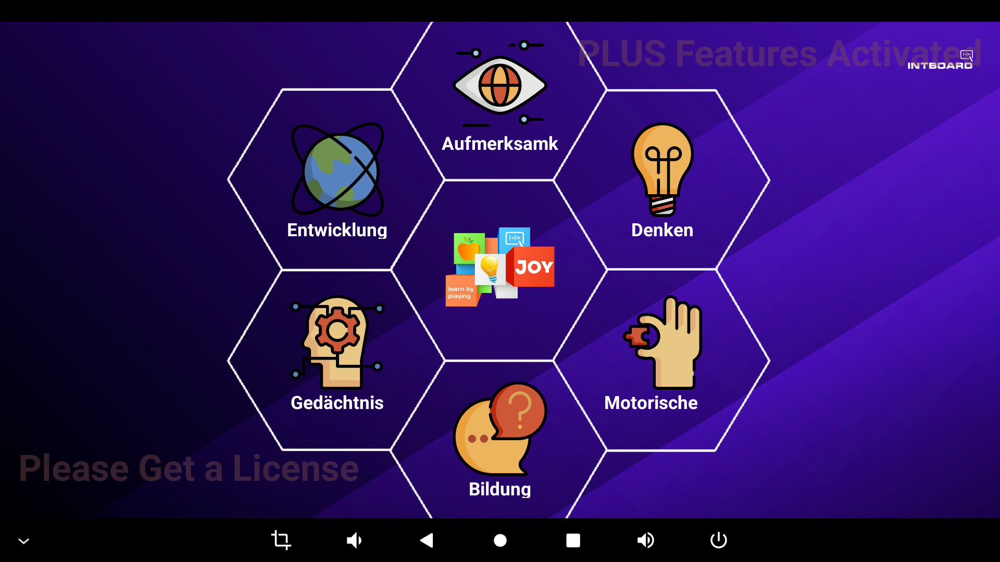 PLUS Features Activated
INTBOARD
Aufmerksamk
Entwicklung
Denken
JOY
learn by
playing
Gedächtnis
Motorische
Please Get a License
Bildung